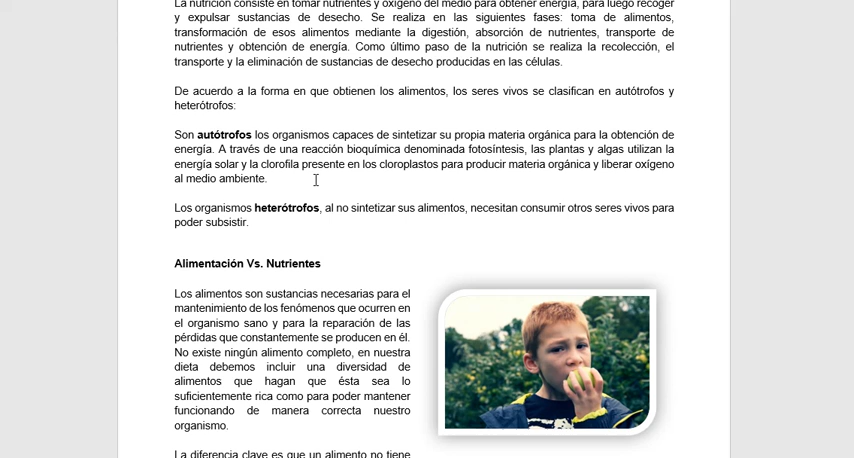 La nutrición consiste en tomar nutrientes y oxígeno del medio para obtener energía, para luego recoger
y expulsar sustancias de desecho. Se realiza en las siguientes fases: toma de alimentos,
transformación de esos alimentos mediante la digestión, absorción de nutrientes, transporte de
nutrientes y obtención de energía. Como último paso de la nutrición se realiza la recolección, el
transporte y la eliminación de sustancias de desecho producidas en las células.
De acuerdo a la forma en que obtienen los alimentos, los seres vivos se clasifican en autótrofos y
heterótrofos:
Son autótrofos los organismos capaces de sintetizar su propia materia orgánica para la obtención de
energía. A través de una reacción bioquímica denominada fotosíntesis, las plantas y algas utilizan la
energía solar y la clorofila presente en los cloroplastos para producir materia orgánica y liberar oxígeno
al medio ambiente.
Los organismos heterótrofos, al no sintetizar sus alimentos, necesitan consumir otros seres vivos para
poder subsistir.
Alimentación Vs. Nutrientes
Los alimentos son sustancias necesarias para el
mantenimiento de los fenómenos que ocurren en
el organismo sano y para la reparación de las
pérdidas que constantemente se producen en él.
No existe ningún alimento completo, en nuestra
dieta debemos incluir una diversidad de
alimentos que hagan que ésta sea lo
suficientemente rica como para poder mantener
funcionando de manera correcta nuestro
organismo.
La diferencia clave es que un alimento no tiene